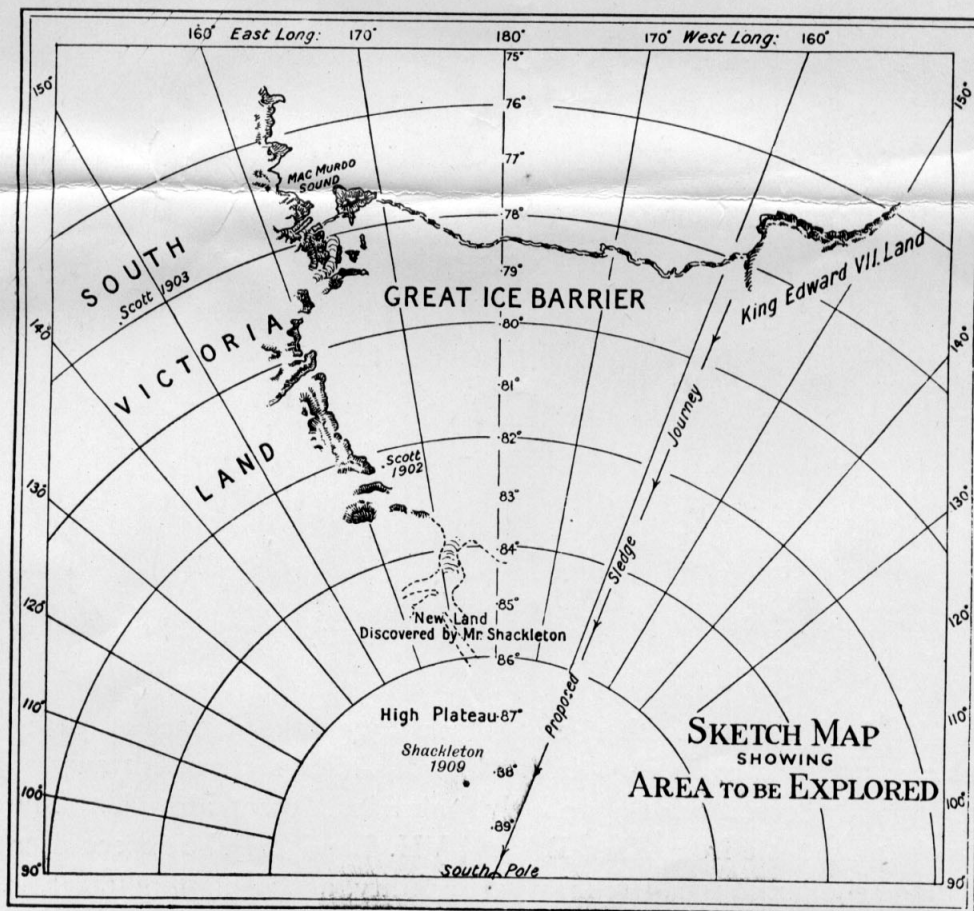 160° East Long: 170° 180° 170° West Long: 160°
150°
75°
150°
76°
77°
MAC MURDO
SOUND
78°
SOUTH
Scott 1903
79°
King Edward VII. Land
GREAT ICE BARRIER
80°
140°
140°
VICTORIA
81°
Journey
LAND
82°
Scott
1902
83°
130°
130°
84°
Sledge
85°
New Land
Discovered by Mr. Shackleton
120°
120°
86°
Proposed
High Plateau 87°
110°
110°
SKETCH MAP
SHOWING
AREA TO BE EXPLORED
Shackleton
1909
88°
100°
100°
89°
90°
South Pole
90°